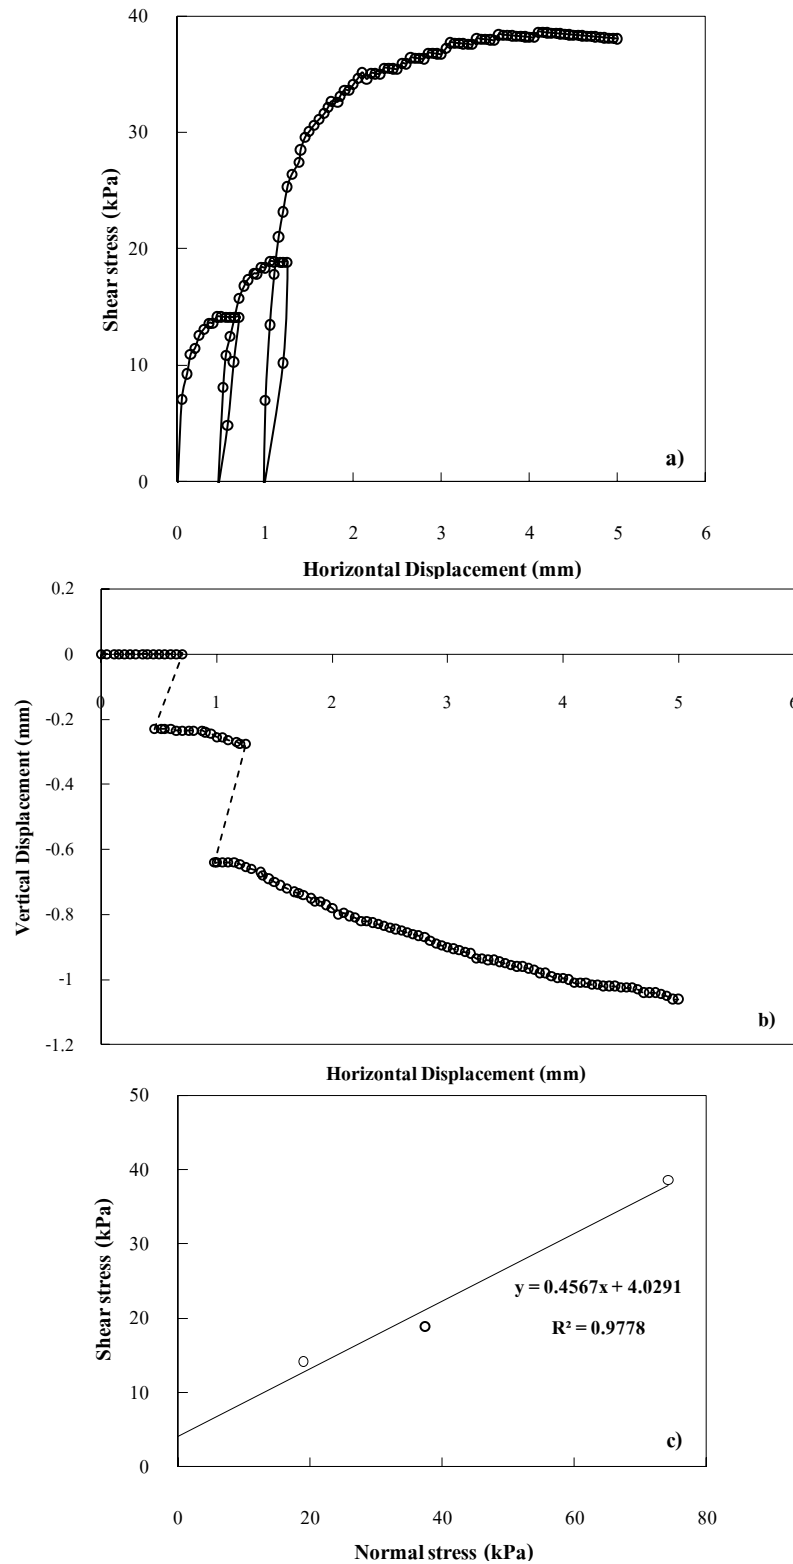 40
30
20
10
0
Shear stress (kPa)
a)
0 1 2 3 4 5 6
Horizontal Displacement (mm)
0.2
0
-0.2
-0.4
-0.6
-0.8
-1
-1.2
Vertical Displacement (mm)
0 1 2 3 4 5 6
b)
Horizontal Displacement (mm)
50
40
30
20
10
0
Shear stress (kPa)
y = 0.4567x + 4.0291
R² = 0.9778
c)
0 20 40 60 80
Normal stress (kPa)